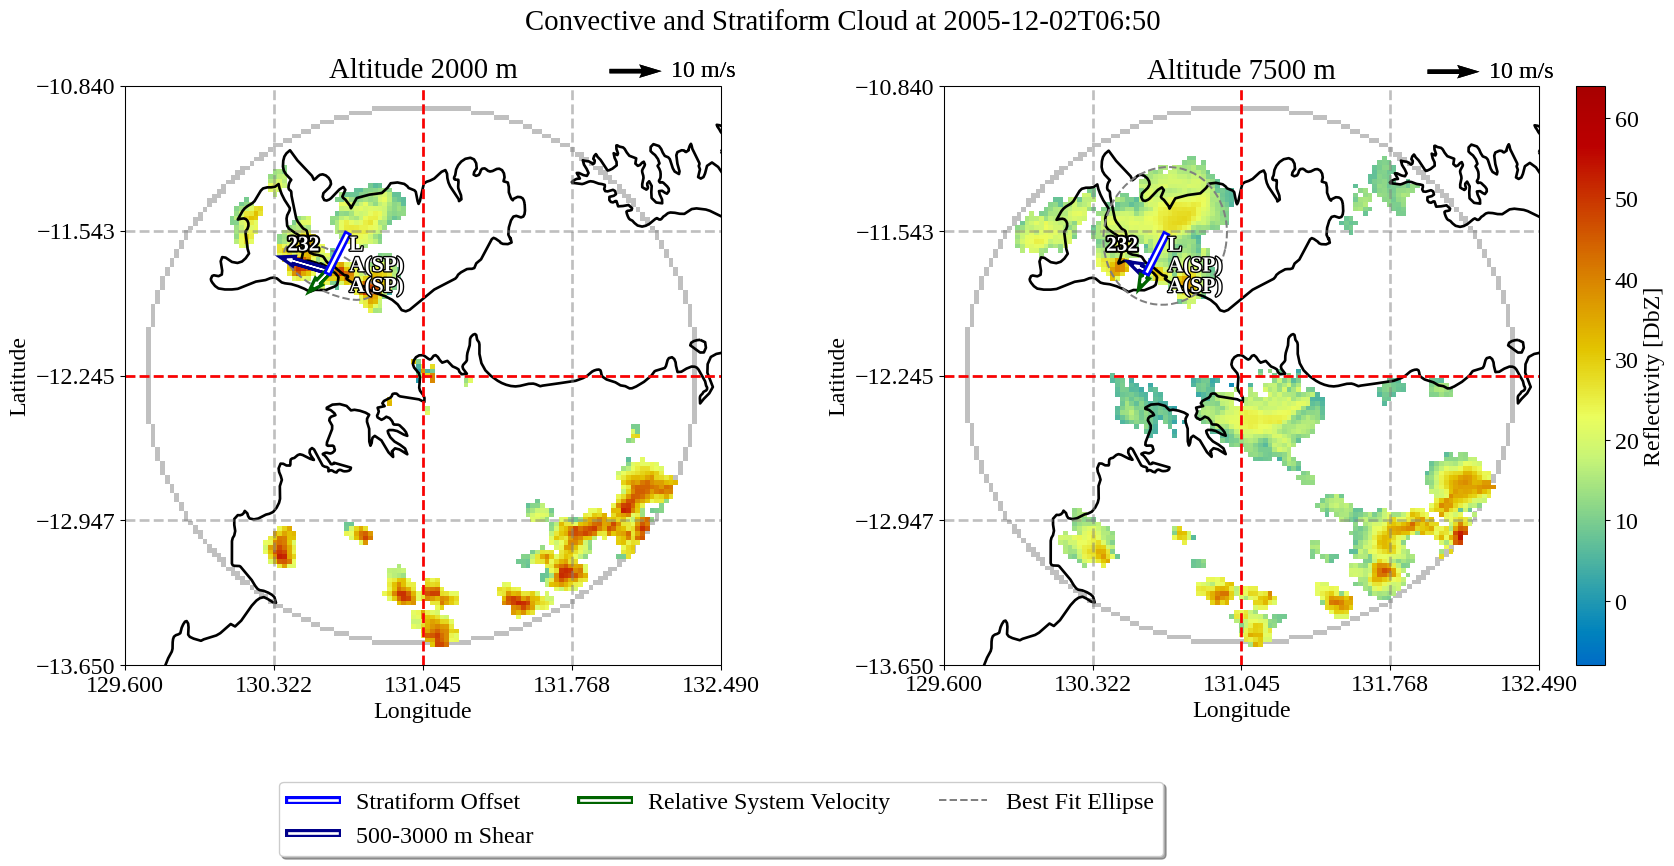 Convective and Stratiform Cloud at 2005-12-02T06:50
Altitude 2000 m
10 m/s
−10.840
−11.543
−12.245
−12.947
−13.650
129.600
130.322
131.045
131.768
132.490
Latitude
Longitude
232
L
A(SP)
A(SP)
Altitude 7500 m
10 m/s
−10.840
−11.543
−12.245
−12.947
−13.650
129.600
130.322
131.045
131.768
132.490
Latitude
Longitude
232
L
A(SP)
A(SP)
60
50
40
30
20
10
0
Reflectivity [DbZ]
Stratiform Offset
Relative System Velocity
Best Fit Ellipse
500-3000 m Shear